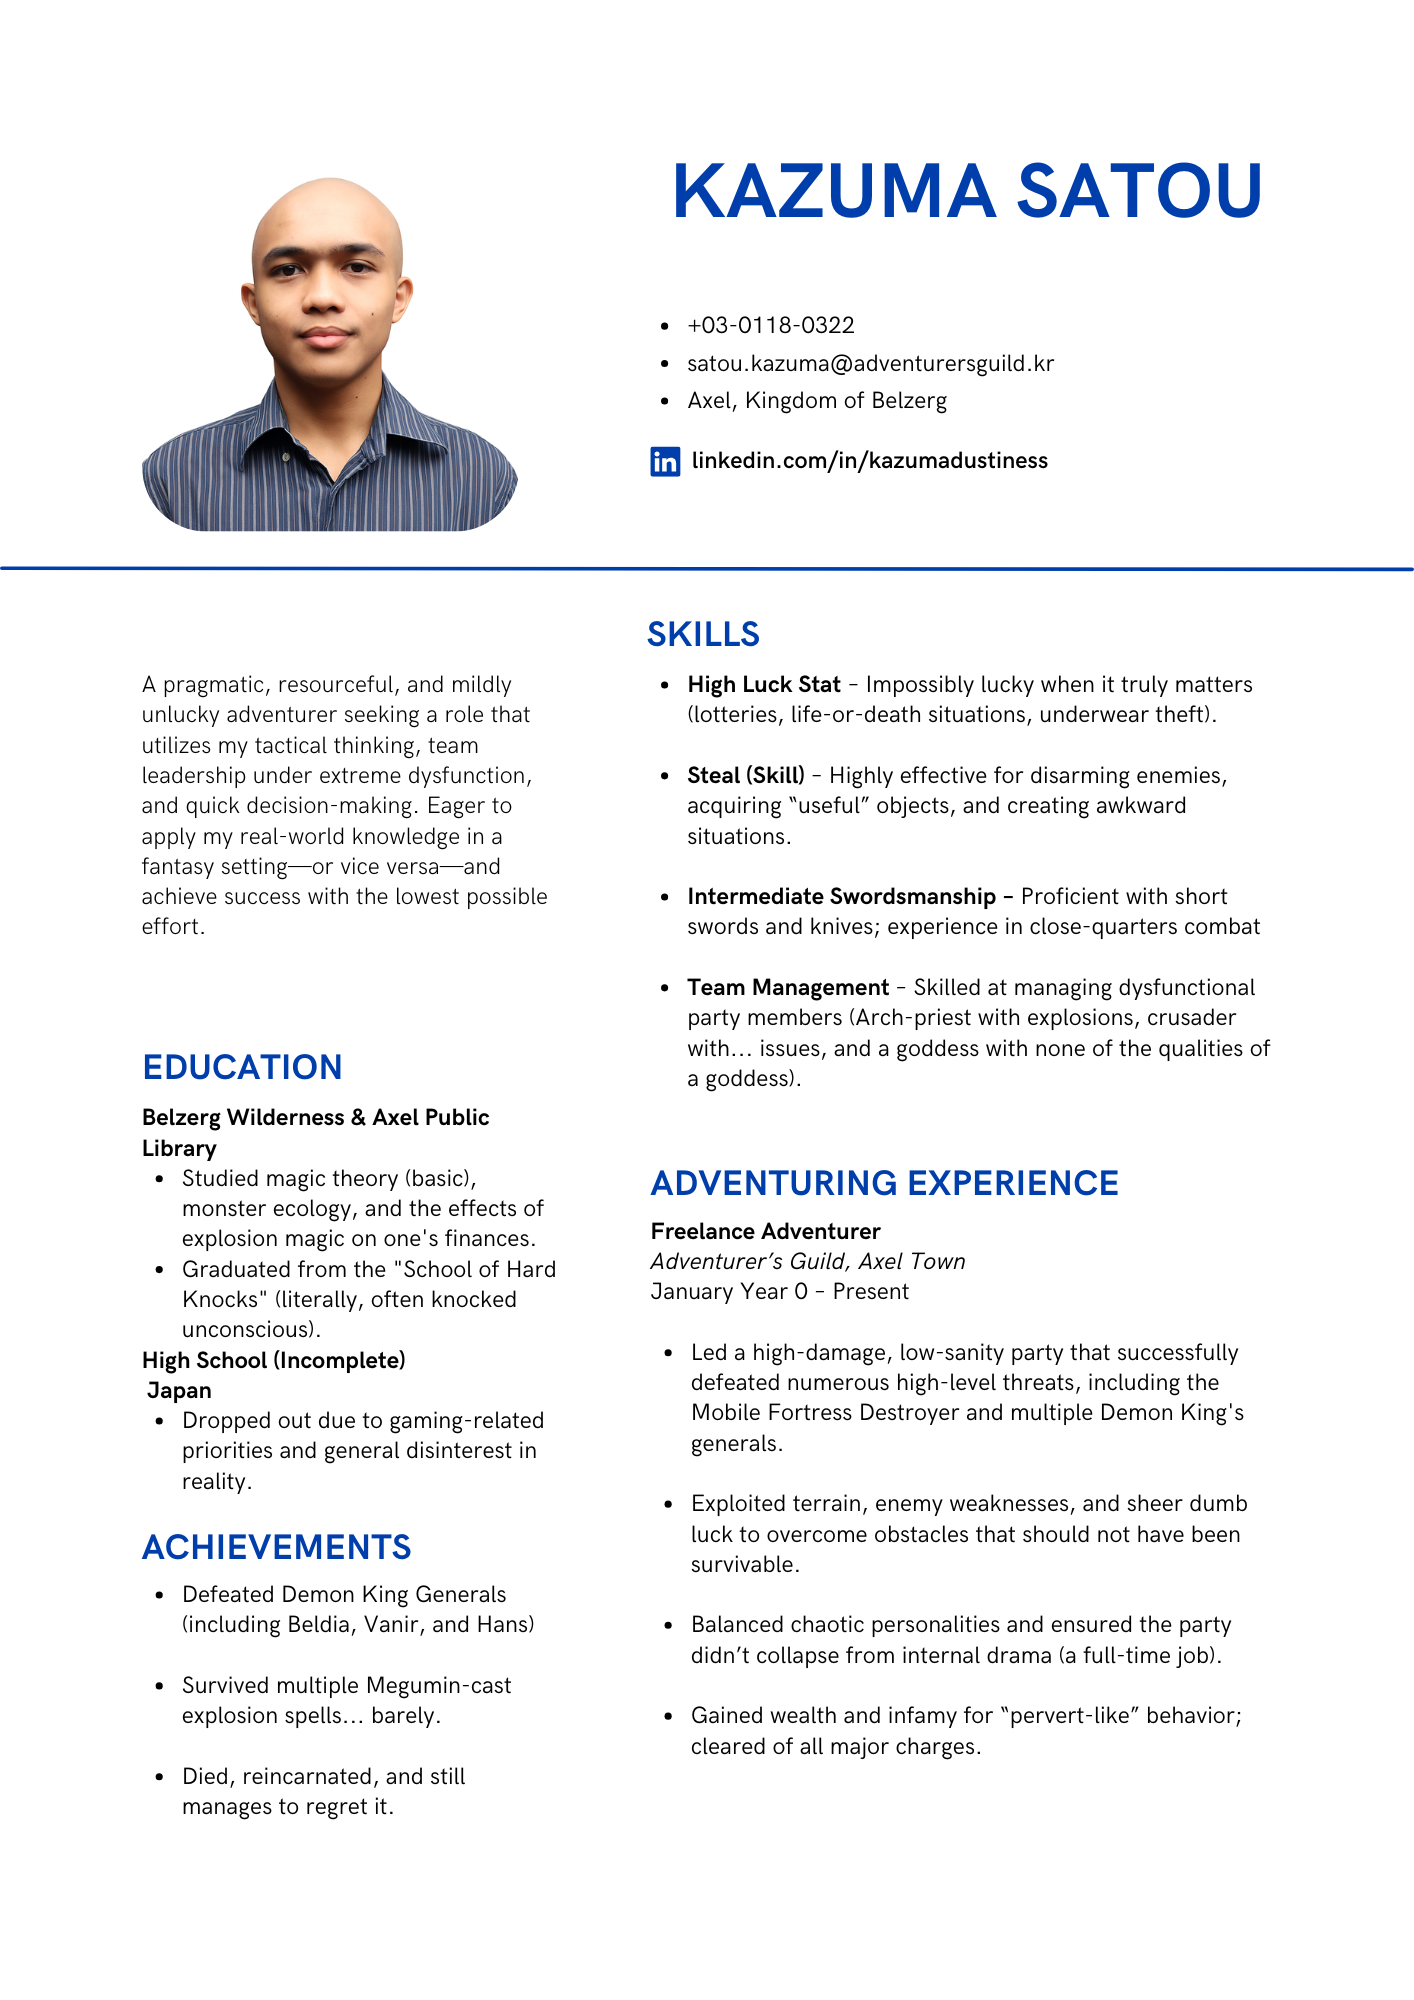 KAZUMA SATOU
• +03-0118-0322
• satou.kazuma@adventurersguild.kr
• Axel, Kingdom of Belzerg
in linkedin.com/in/kazumadustiness
A pragmatic, resourceful, and mildly
unlucky adventurer seeking a role that
utilizes my tactical thinking, team
leadership under extreme dysfunction,
and quick decision-making. Eager to
apply my real-world knowledge in a
fantasy setting—or vice versa—and
achieve success with the lowest possible
effort.
EDUCATION
Belzerg Wilderness & Axel Public
Library
• Studied magic theory (basic),
monster ecology, and the effects of
explosion magic on one's finances.
• Graduated from the "School of Hard
Knocks" (literally, often knocked
unconscious).
High School (Incomplete)
Japan
• Dropped out due to gaming-related
priorities and general disinterest in
reality.
ACHIEVEMENTS
• Defeated Demon King Generals
(including Beldia, Vanir, and Hans)
• Survived multiple Megumin-cast
explosion spells... barely.
• Died, reincarnated, and still
manages to regret it.
SKILLS
• High Luck Stat – Impossibly lucky when it truly matters
(lotteries, life-or-death situations, underwear theft).
• Steal (Skill) – Highly effective for disarming enemies,
acquiring “useful” objects, and creating awkward
situations.
• Intermediate Swordsmanship – Proficient with short
swords and knives; experience in close-quarters combat
• Team Management – Skilled at managing dysfunctional
party members (Arch-priest with explosions, crusader
with... issues, and a goddess with none of the qualities of
a goddess).
ADVENTURING EXPERIENCE
Freelance Adventurer
Adventurer’s Guild, Axel Town
January Year 0 – Present
• Led a high-damage, low-sanity party that successfully
defeated numerous high-level threats, including the
Mobile Fortress Destroyer and multiple Demon King's
generals.
• Exploited terrain, enemy weaknesses, and sheer dumb
luck to overcome obstacles that should not have been
survivable.
• Balanced chaotic personalities and ensured the party
didn’t collapse from internal drama (a full-time job).
• Gained wealth and infamy for “pervert-like” behavior;
cleared of all major charges.